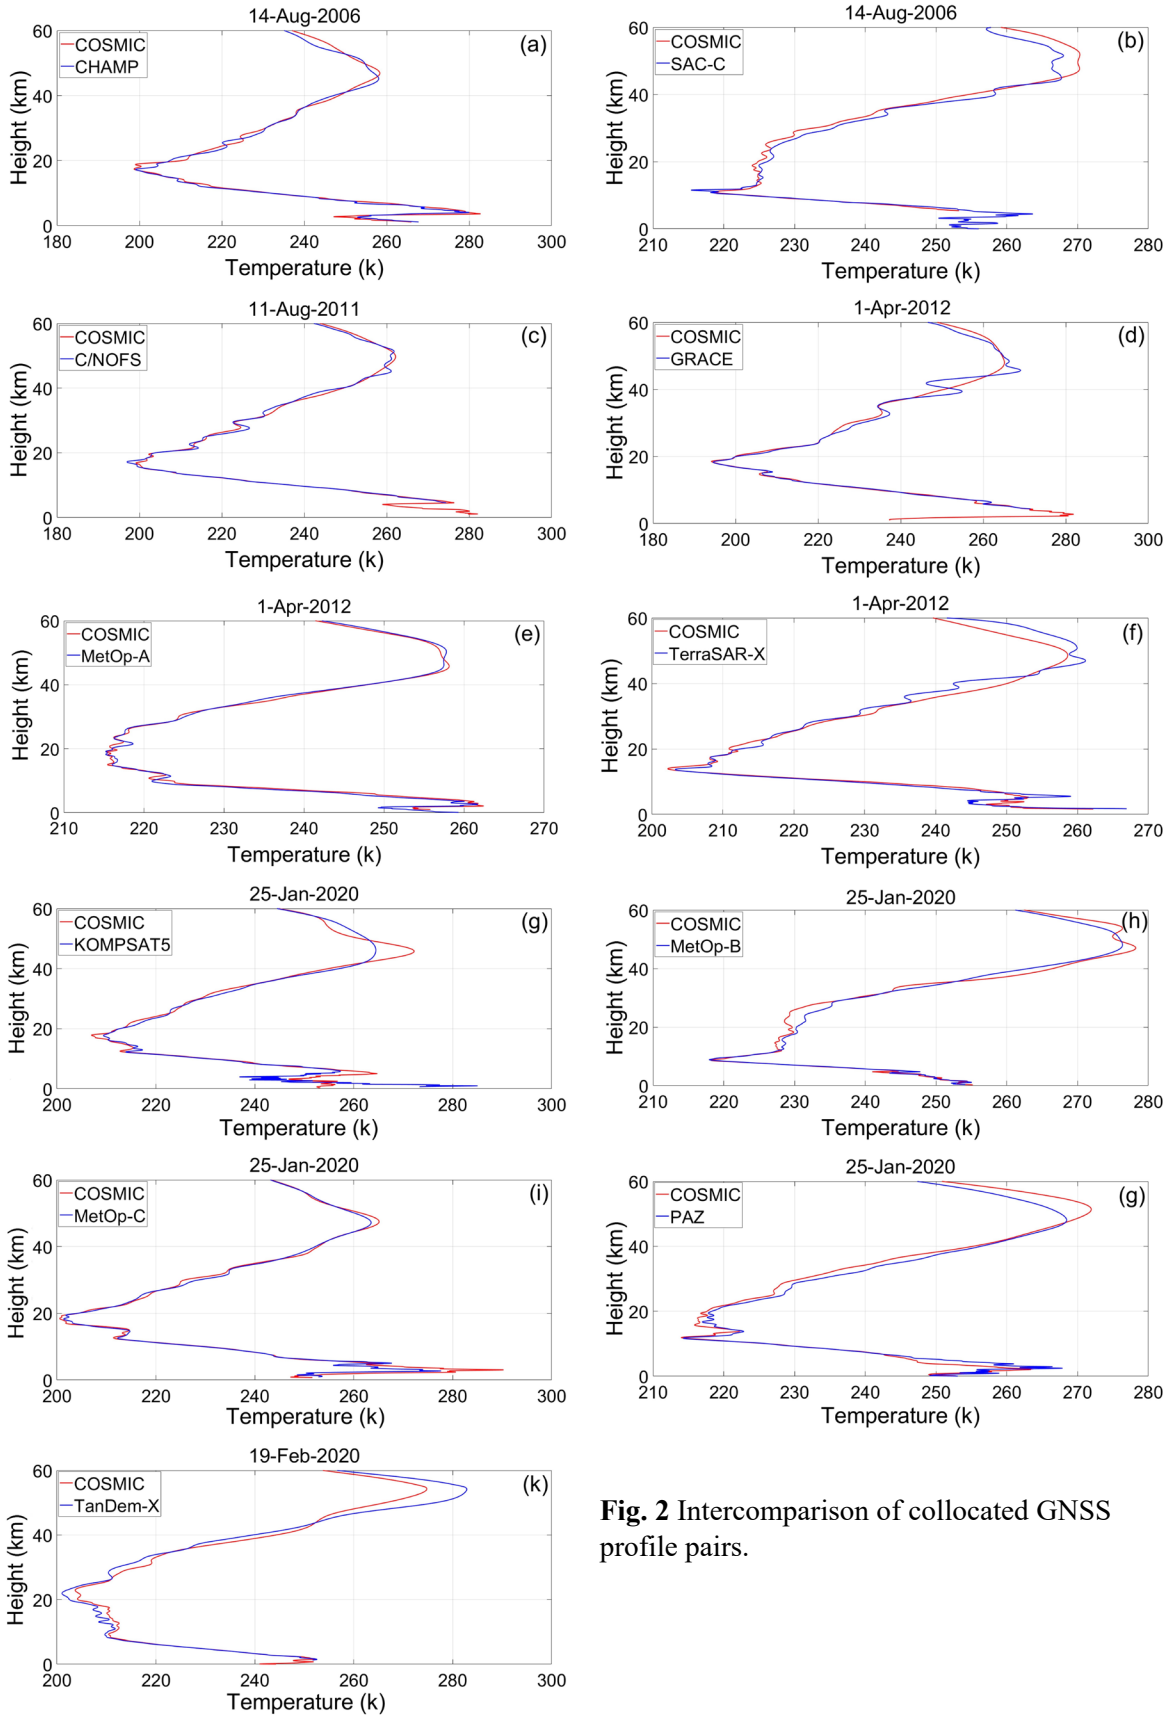 14-Aug-2006
(a)
COSMIC
CHAMP
Height (km)
60
40
20
0
180 200 220 240 260 280 300
Temperature (k)
14-Aug-2006
(b)
COSMIC
SAC-C
Height (km)
60
40
20
0
210 220 230 240 250 260 270 280
Temperature (k)
11-Aug-2011
(c)
COSMIC
C/NOFS
Height (km)
60
40
20
0
180 200 220 240 260 280 300
Temperature (k)
1-Apr-2012
(d)
COSMIC
GRACE
Height (km)
60
40
20
0
180 200 220 240 260 280 300
Temperature (k)
1-Apr-2012
(e)
COSMIC
MetOp-A
Height (km)
60
40
20
0
210 220 230 240 250 260 270
Temperature (k)
1-Apr-2012
(f)
COSMIC
TerraSAR-X
Height (km)
60
40
20
0
200 210 220 230 240 250 260 270
Temperature (k)
25-Jan-2020
(g)
COSMIC
KOMPSAT5
Height (km)
60
40
20
0
200 220 240 260 280 300
Temperature (k)
25-Jan-2020
(h)
COSMIC
MetOp-B
Height (km)
60
40
20
0
210 220 230 240 250 260 270 280
Temperature (k)
25-Jan-2020
(i)
COSMIC
MetOp-C
Height (km)
60
40
20
0
200 220 240 260 280 300
Temperature (k)
25-Jan-2020
(g)
COSMIC
PAZ
Height (km)
60
40
20
0
210 220 230 240 250 260 270 280
Temperature (k)
19-Feb-2020
(k)
COSMIC
TanDem-X
Height (km)
60
40
20
0
200 220 240 260 280 300
Temperature (k)
Fig. 2 Intercomparison of collocated GNSS
profile pairs.